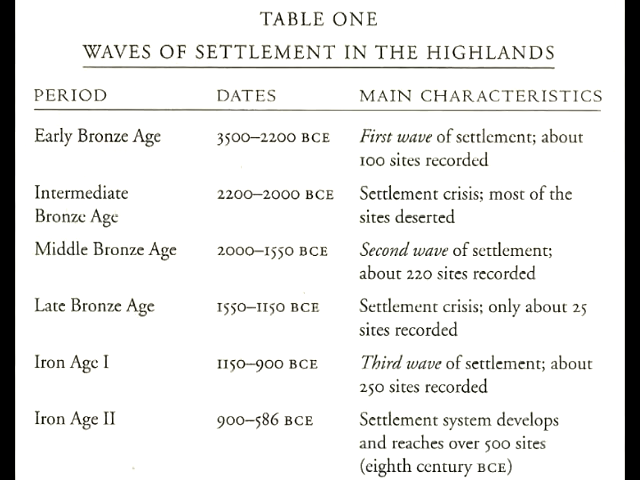 TABLE ONE
WAVES OF SETTLEMENT IN THE HIGHLANDS
PERIOD DATES MAIN CHARACTERISTICS
Early Bronze Age 3500–2200 BCE First wave of settlement; about
100 sites recorded
Intermediate 2200–2000 BCE Settlement crisis; most of the
Bronze Age sites deserted
Middle Bronze Age 2000–1550 BCE Second wave of settlement;
about 220 sites recorded
Late Bronze Age 1550–1150 BCE Settlement crisis; only about 25
sites recorded
Iron Age I 1150–900 BCE Third wave of settlement; about
250 sites recorded
Iron Age II 900–586 BCE Settlement system develops
and reaches over 500 sites
(eighth century BCE)